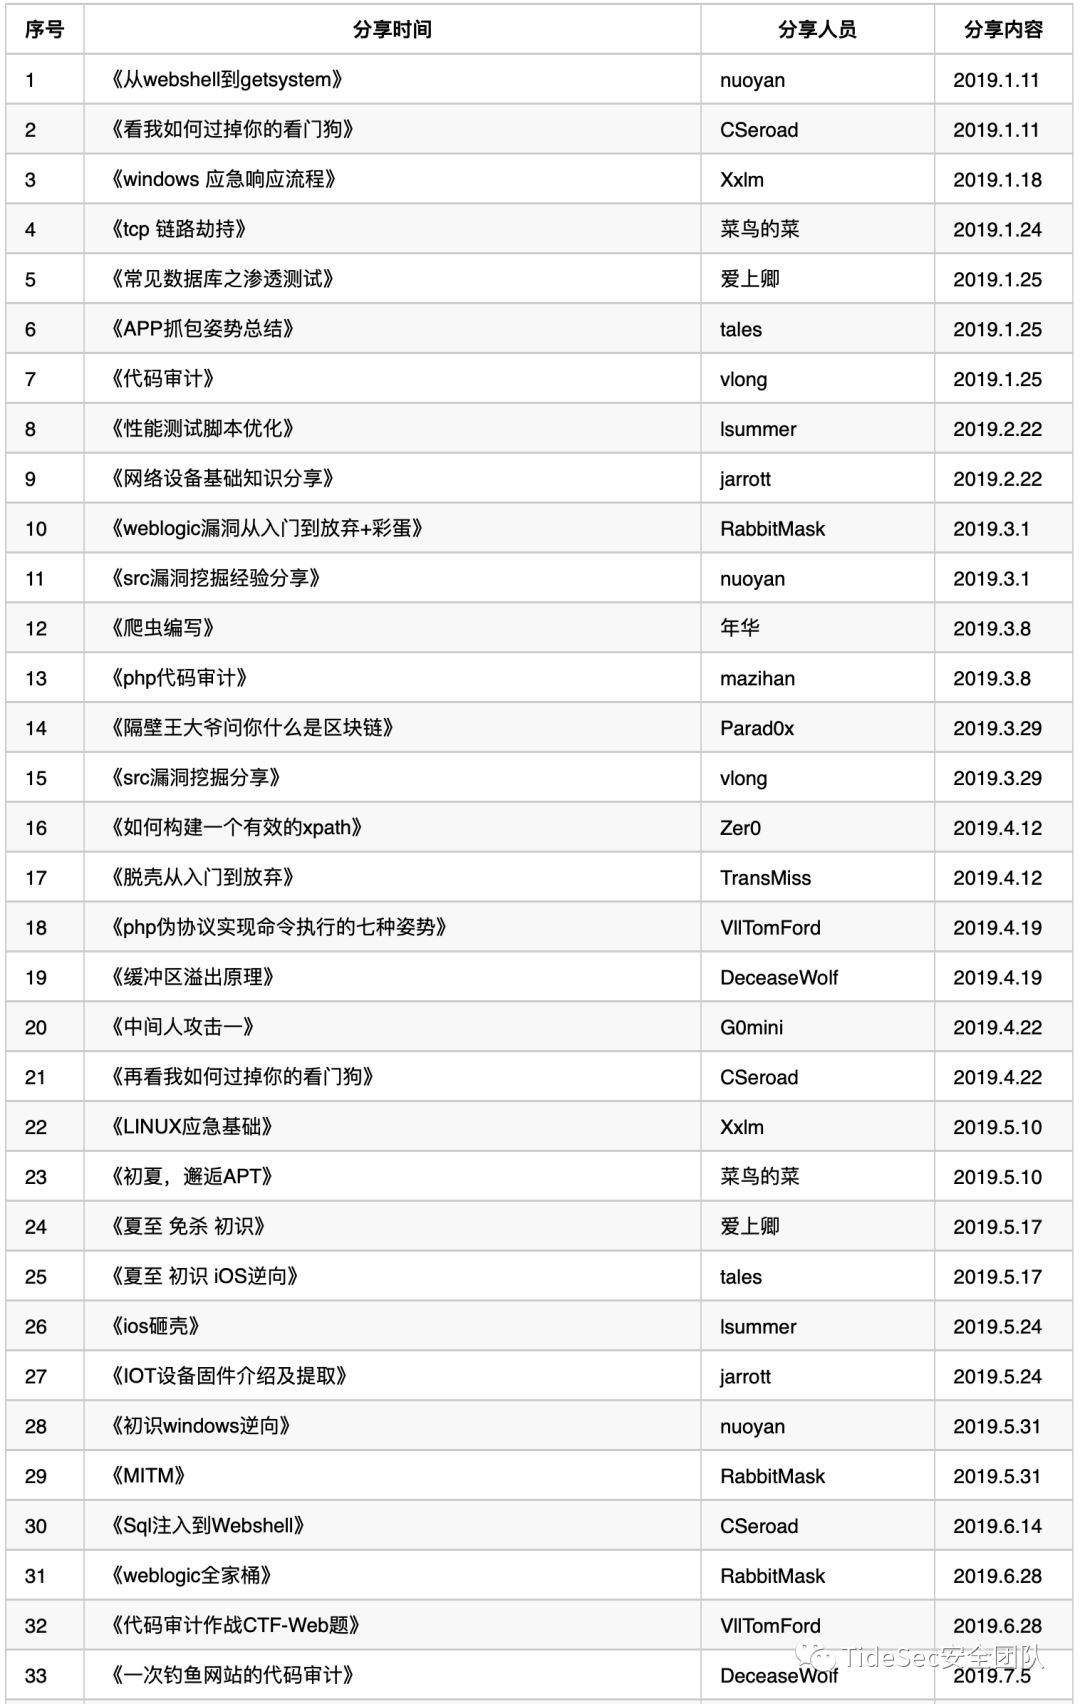 序号 分享时间 分享人员 分享内容
1 《从webshell到getsystem》 nuoyan 2019.1.11
2 《看我如何过掉你的看门狗》 CSeroad 2019.1.11
3 《windows 应急响应流程》 Xxlm 2019.1.18
4 《tcp 链路劫持》 菜鸟的菜 2019.1.24
5 《常见数据库之渗透测试》 爱上卿 2019.1.25
6 《APP抓包姿势总结》 tales 2019.1.25
7 《代码审计》 vlong 2019.1.25
8 《性能测试脚本优化》 lsummer 2019.2.22
9 《网络设备基础知识分享》 jarrott 2019.2.22
10 《weblogic漏洞从入门到放弃+彩蛋》 RabbitMask 2019.3.1
11 《src漏洞挖掘经验分享》 nuoyan 2019.3.1
12 《爬虫编写》 年华 2019.3.8
13 《php代码审计》 mazihan 2019.3.8
14 《隔壁王大爷问你什么是区块链》 Parad0x 2019.3.29
15 《src漏洞挖掘分享》 vlong 2019.3.29
16 《如何构建一个有效的xpath》 Zer0 2019.4.12
17 《脱壳从入门到放弃》 TransMiss 2019.4.12
18 《php伪协议实现命令执行的七种姿势》 VllTomFord 2019.4.19
19 《缓冲区溢出原理》 DeceaseWolf 2019.4.19
20 《中间人攻击一》 G0mini 2019.4.22
21 《再看我如何过掉你的看门狗》 CSeroad 2019.4.22
22 《LINUX应急基础》 Xxlm 2019.5.10
23 《初夏，邂逅APT》 菜鸟的菜 2019.5.10
24 《夏至 免杀 初识》 爱上卿 2019.5.17
25 《夏至 初识 iOS逆向》 tales 2019.5.17
26 《ios砸壳》 lsummer 2019.5.24
27 《IOT设备固件介绍及提取》 jarrott 2019.5.24
28 《初识windows逆向》 nuoyan 2019.5.31
29 《MITM》 RabbitMask 2019.5.31
30 《Sql注入到Webshell》 CSeroad 2019.6.14
31 《weblogic全家桶》 RabbitMask 2019.6.28
32 《代码审计作战CTF-Web题》 VllTomFord 2019.6.28
TideSec安全团队
33 《一次钓鱼网站的代码审计》 DeceaseWolf 2019.7.5